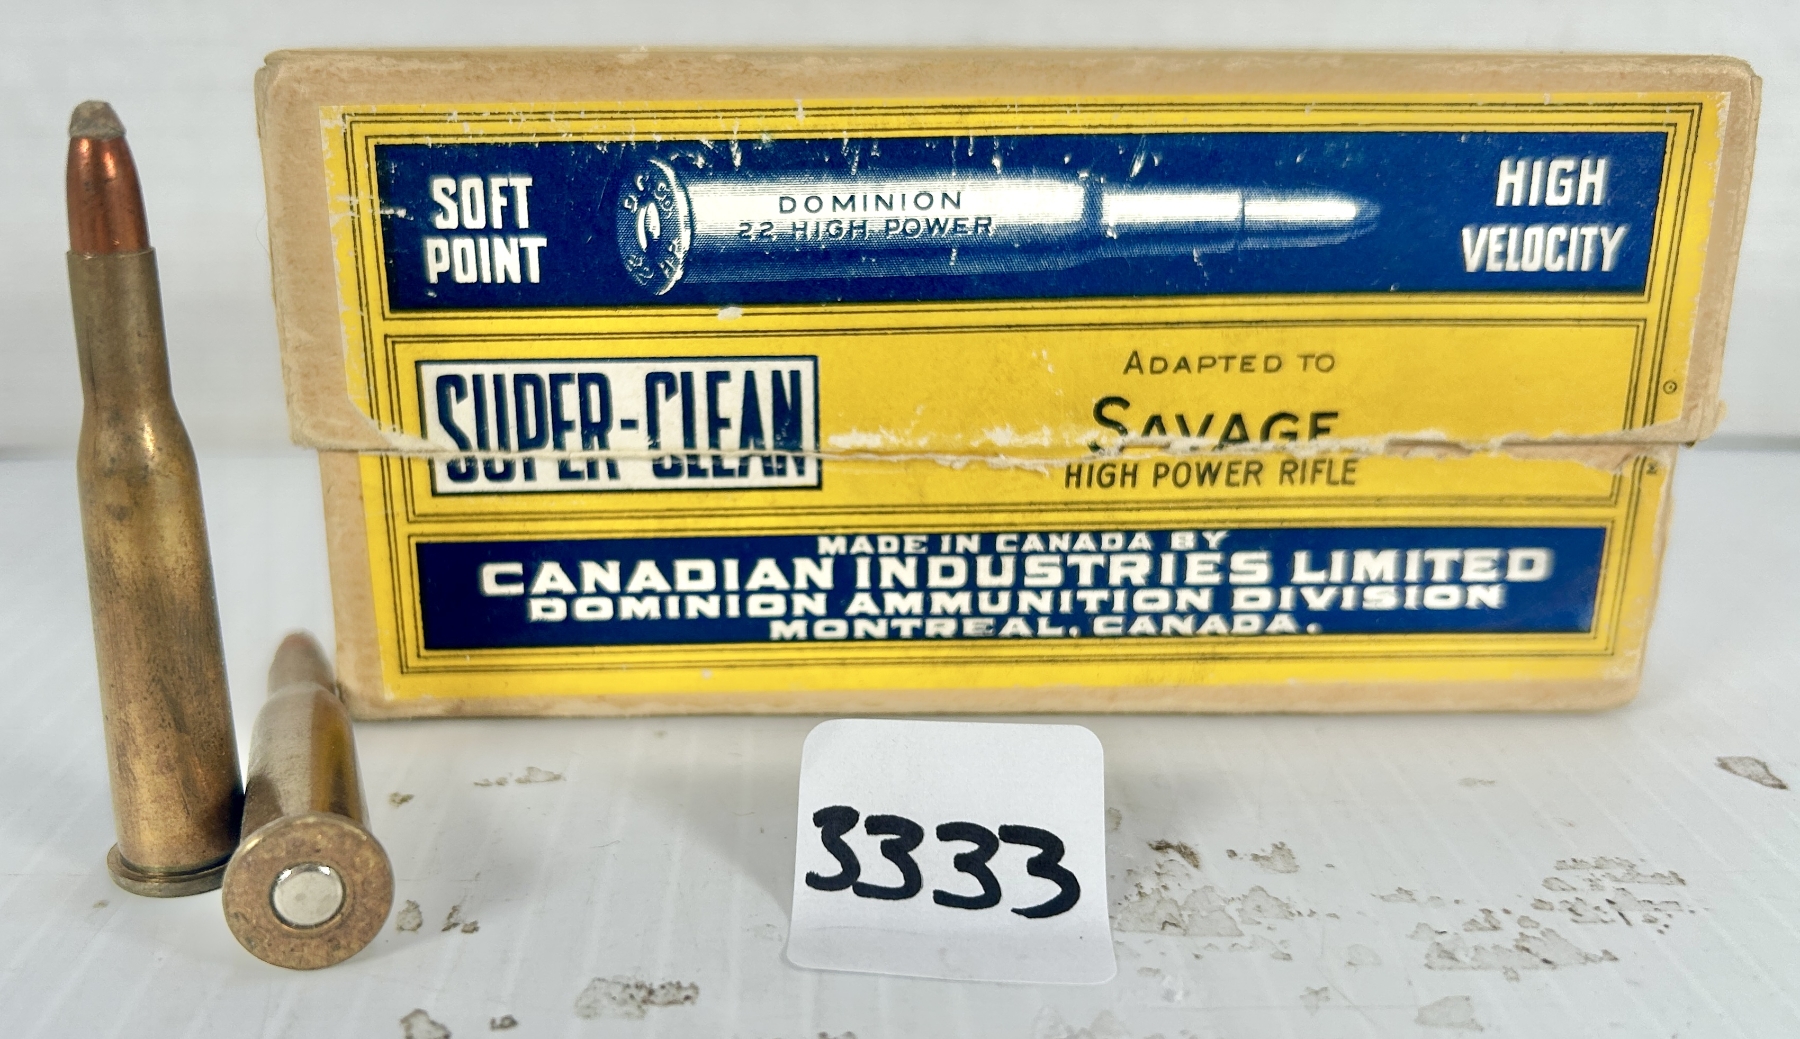 SOFT
POINT
DOMINION
22 HIGH POWER
HIGH
VELOCITY
SUPER-CLEAN
ADAPTED TO
SAVAGE
HIGH POWER RIFLE
MADE IN CANADA BY
CANADIAN INDUSTRIES LIMITED
DOMINION AMMUNITION DIVISION
MONTREAL, CANADA.
3333